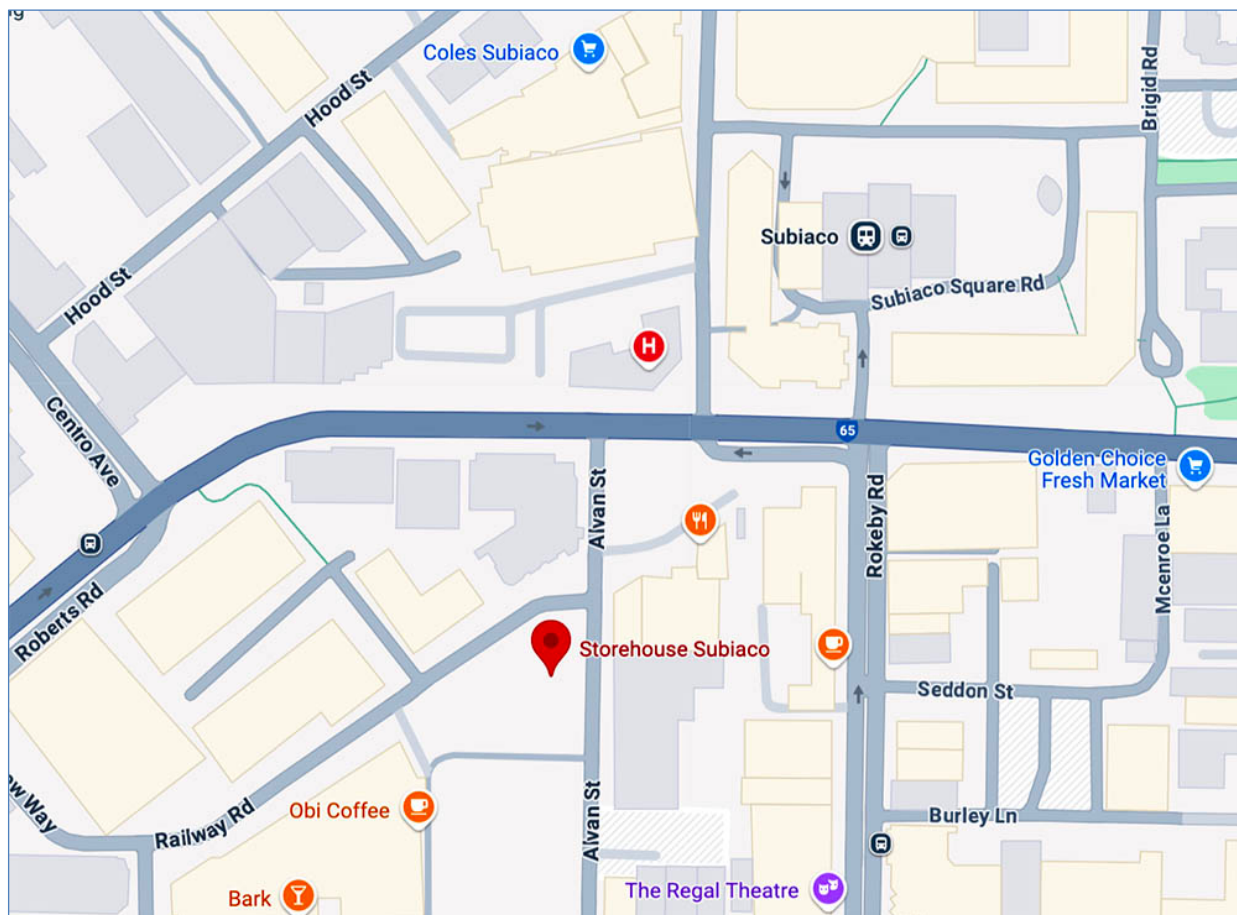 Coles Subiaco
Hood St
Brigid Rd
Subiaco
Hood St
Subiaco Square Rd
H
Centro Ave
65
Golden Choice
Fresh Market
Alvan St
Rokeby Rd
Mcenroe La
Roberts Rd
Storehouse Subiaco
Seddon St
Obi Coffee
Railway Rd
Alvan St
Burley Ln
Way
Bark
The Regal Theatre